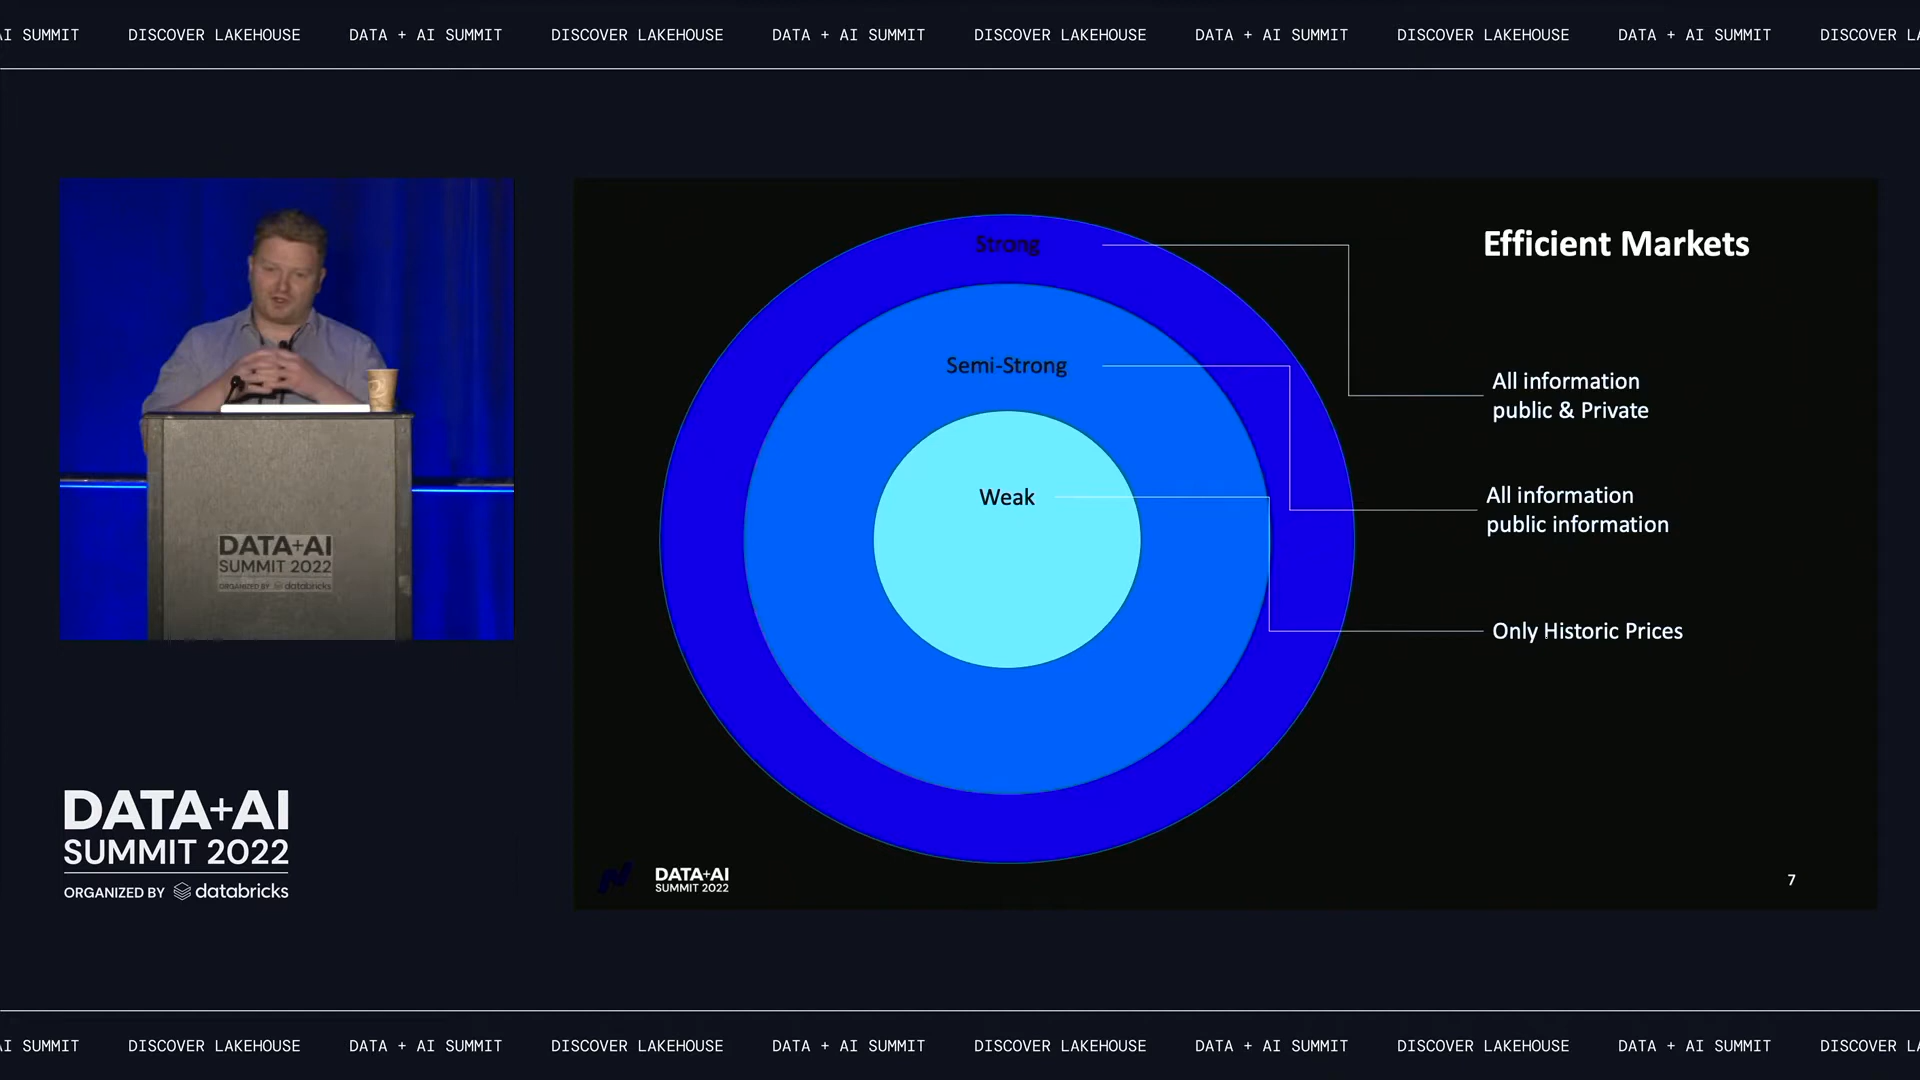 AI SUMMIT DISCOVER LAKEHOUSE DATA + AI SUMMIT DISCOVER LAKEHOUSE DATA + AI SUMMIT DISCOVER LAKEHOUSE DATA + AI SUMMIT DISCOVER LAKEHOUSE DATA + AI SUMMIT DISCOVER LA
Efficient Markets
Strong
All information
public & Private
Semi-Strong
All information
public information
Weak
Only Historic Prices
DATA+AI
SUMMIT 2022
7
DATA+AI
SUMMIT 2022
ORGANIZED BY databricks
DATA+AI
SUMMIT 2022
ORGANIZED BY databricks
AI SUMMIT DISCOVER LAKEHOUSE DATA + AI SUMMIT DISCOVER LAKEHOUSE DATA + AI SUMMIT DISCOVER LAKEHOUSE DATA + AI SUMMIT DISCOVER LAKEHOUSE DATA + AI SUMMIT DISCOVER LA